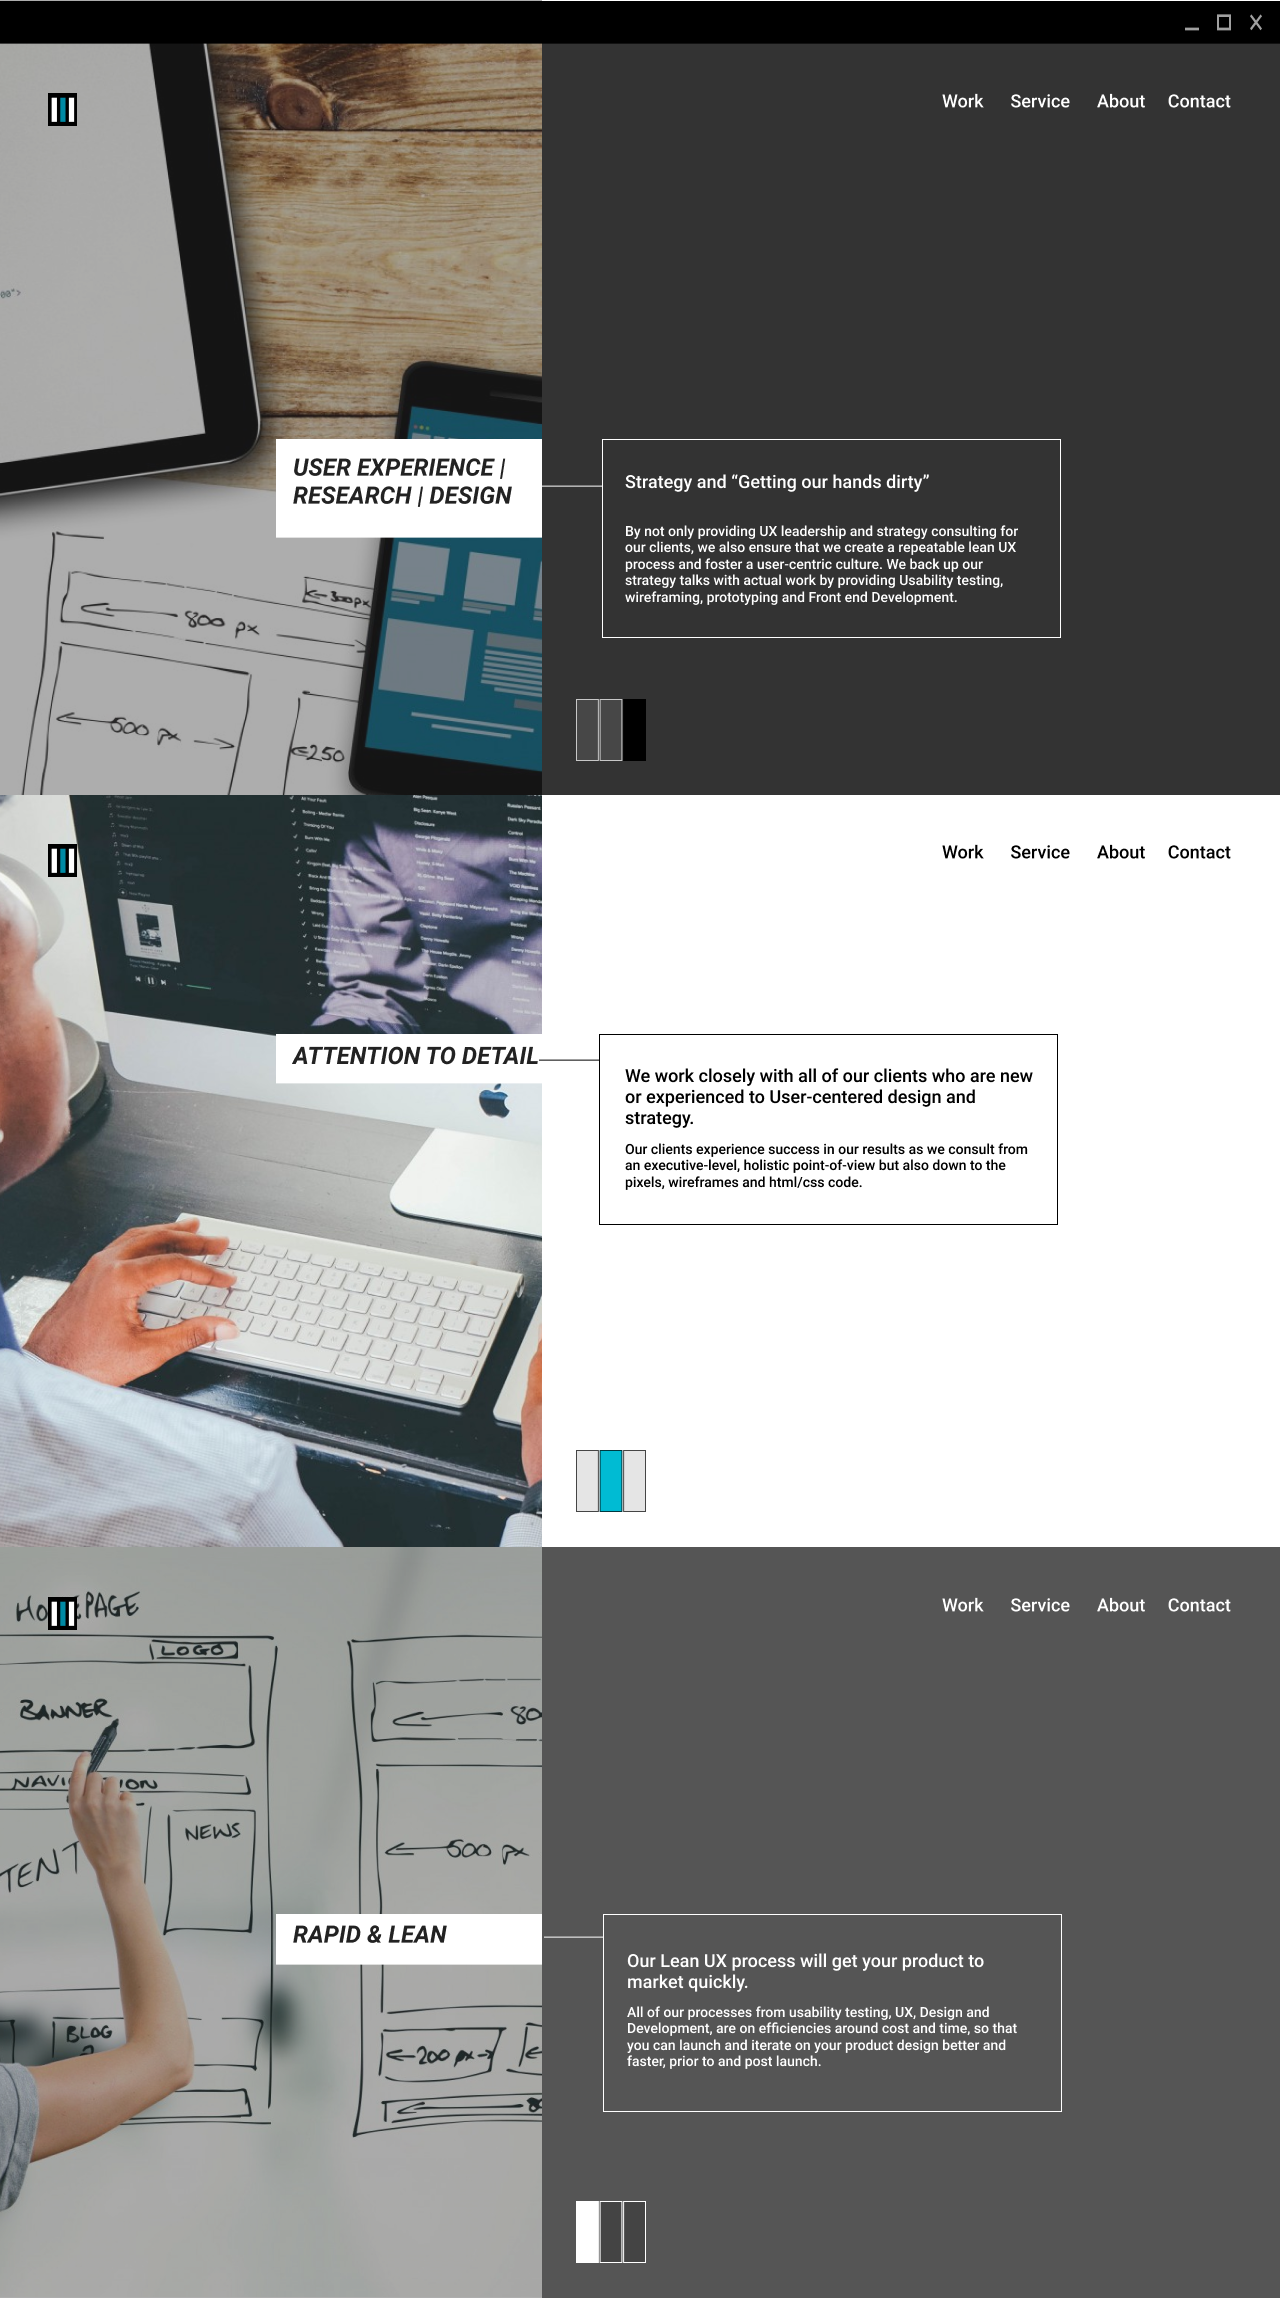 Work Service About Contact
00">
USER EXPERIENCE |
RESEARCH | DESIGN
Strategy and “Getting our hands dirty”
By not only providing UX leadership and strategy consulting for
our clients, we also ensure that we create a repeatable lean UX
process and foster a user-centric culture. We back up our
strategy talks with actual work by providing Usability testing,
wireframing, prototyping and Front end Development.
300px
800 px
500 px
250
Work Service About Contact
ATTENTION TO DETAIL
We work closely with all of our clients who are new
or experienced to User-centered design and
strategy.
Our clients experience success in our results as we consult from
an executive-level, holistic point-of-view but also down to the
pixels, wireframes and html/css code.
Work Service About Contact
LOGO
BANNER
80
NEWS
500 px
TENT
RAPID & LEAN
Our Lean UX process will get your product to
market quickly.
All of our processes from usability testing, UX, Design and
Development, are on efficiencies around cost and time, so that
you can launch and iterate on your product design better and
faster, prior to and post launch.
BLOG
200 px